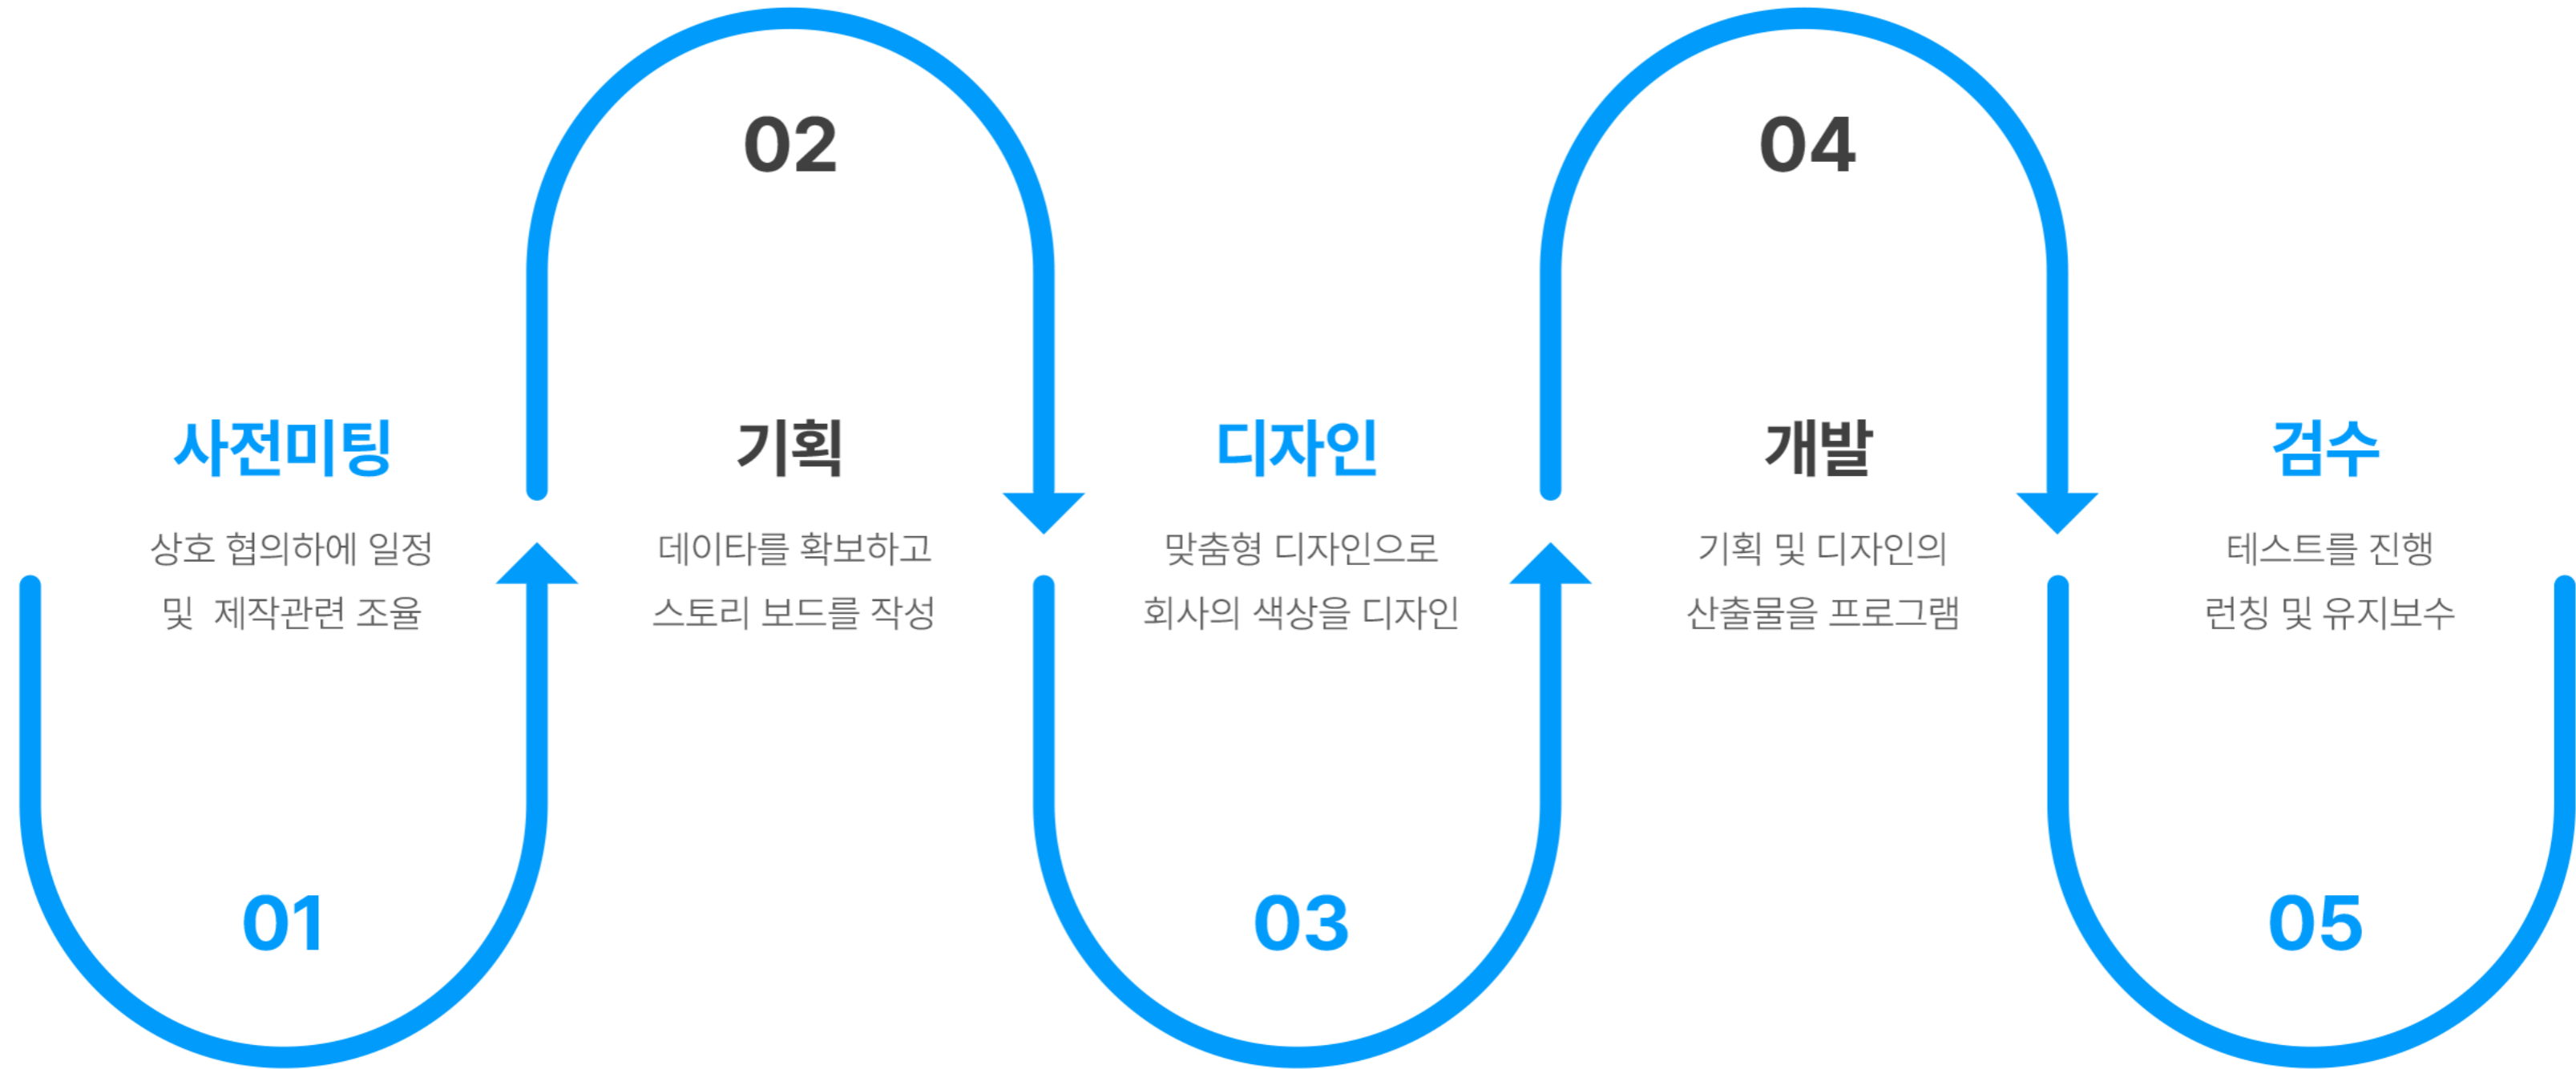 사전미팅
상호 협의하에 일정
및 제작관련 조율
01
02
기획
데이타를 확보하고
스토리 보드를 작성
디자인
맞춤형 디자인으로
회사의 색상을 디자인
03
04
개발
기획 및 디자인의
산출물을 프로그램
검수
테스트를 진행
런칭 및 유지보수
05